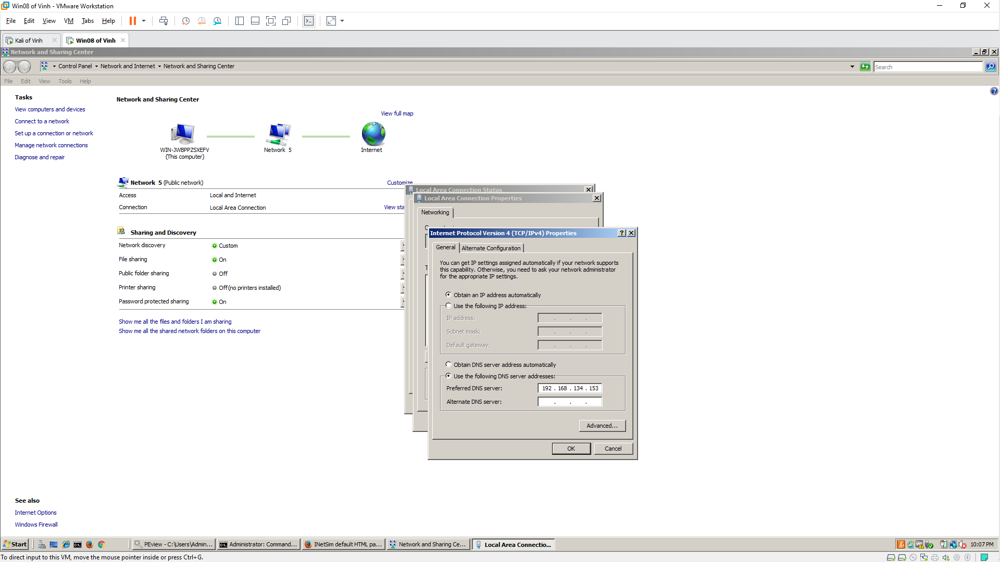 Win08 of Vinh - VMware Workstation
File Edit View VM Tabs Help
Kali of Vinh
Win08 of Vinh
Network and Sharing Center
Control Panel Network and Internet Network and Sharing Center
Search
File Edit View Tools Help
Tasks
View computers and devices
Connect to a network
Set up a connection or network
Manage network connections
Diagnose and repair
Network and Sharing Center
View full map
WIN-JWBPPZSXEFV
(This computer)
Network 5
Internet
Network 5 (Public network)
Customize
Access Local and Internet
Connection Local Area Connection
View sta
Sharing and Discovery
Network discovery Custom
File sharing On
Public folder sharing Off
Printer sharing Off (no printers installed)
Password protected sharing On
Show me all the files and folders I am sharing
Show me all the shared network folders on this computer
Local Area Connection Status
Local Area Connection Properties
Networking
Internet Protocol Version 4 (TCP/IPv4) Properties
General Alternate Configuration
You can get IP settings assigned automatically if your network supports
this capability. Otherwise, you need to ask your network administrator
for the appropriate IP settings.
Obtain an IP address automatically
Use the following IP address:
IP address: . . .
Subnet mask: . . .
Default gateway: . . .
Obtain DNS server address automatically
Use the following DNS server addresses:
Preferred DNS server: 192 . 168 . 134 . 153
Alternate DNS server: . . .
Advanced...
OK Cancel
See also
Internet Options
Windows Firewall
Start
PEview - C:\Users\Admin...
Administrator: Command...
INetSim default HTML pa...
Network and Sharing Ce...
Local Area Connectio...
10:07 PM
To direct input to this VM, move the mouse pointer inside or press Ctrl+G.